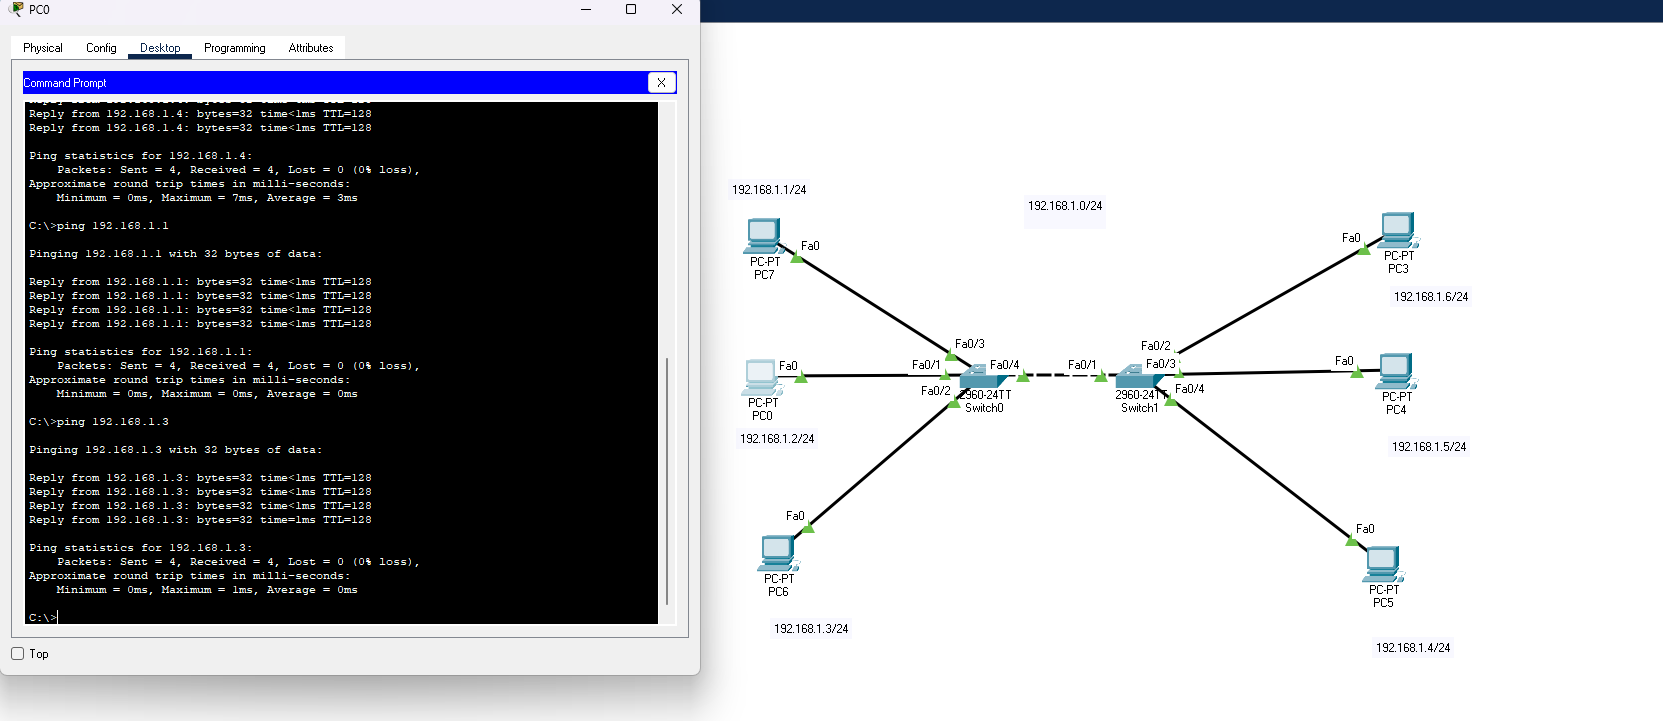 PC0
Physical Config Desktop Programming Attributes
Command Prompt
X
Reply from 192.168.1.4: bytes=32 time<1ms TTL=128
Reply from 192.168.1.4: bytes=32 time<1ms TTL=128
Ping statistics for 192.168.1.4:
Packets: Sent = 4, Received = 4, Lost = 0 (0% loss),
Approximate round trip times in milli-seconds:
Minimum = 0ms, Maximum = 7ms, Average = 3ms
C:\>ping 192.168.1.1
Pinging 192.168.1.1 with 32 bytes of data:
Reply from 192.168.1.1: bytes=32 time<1ms TTL=128
Reply from 192.168.1.1: bytes=32 time<1ms TTL=128
Reply from 192.168.1.1: bytes=32 time<1ms TTL=128
Reply from 192.168.1.1: bytes=32 time<1ms TTL=128
Ping statistics for 192.168.1.1:
Packets: Sent = 4, Received = 4, Lost = 0 (0% loss),
Approximate round trip times in milli-seconds:
Minimum = 0ms, Maximum = 0ms, Average = 0ms
C:\>ping 192.168.1.3
Pinging 192.168.1.3 with 32 bytes of data:
Reply from 192.168.1.3: bytes=32 time<1ms TTL=128
Reply from 192.168.1.3: bytes=32 time<1ms TTL=128
Reply from 192.168.1.3: bytes=32 time<1ms TTL=128
Reply from 192.168.1.3: bytes=32 time=1ms TTL=128
Ping statistics for 192.168.1.3:
Packets: Sent = 4, Received = 4, Lost = 0 (0% loss),
Approximate round trip times in milli-seconds:
Minimum = 0ms, Maximum = 1ms, Average = 0ms
C:\>
Top
192.168.1.1/24
192.168.1.0/24
Fa0
PC-PT
PC7
Fa0
PC-PT
PC3
192.168.1.6/24
Fa0/3
Fa0/2
Fa0
PC-PT
PC0
192.168.1.2/24
Fa0/1
Fa0/4
Fa0/2
2960-24TT
Switch0
Fa0/1
Fa0/3
Fa0/4
2960-24TT
Switch1
Fa0
PC-PT
PC4
192.168.1.5/24
Fa0
PC-PT
PC6
192.168.1.3/24
Fa0
PC-PT
PC5
192.168.1.4/24